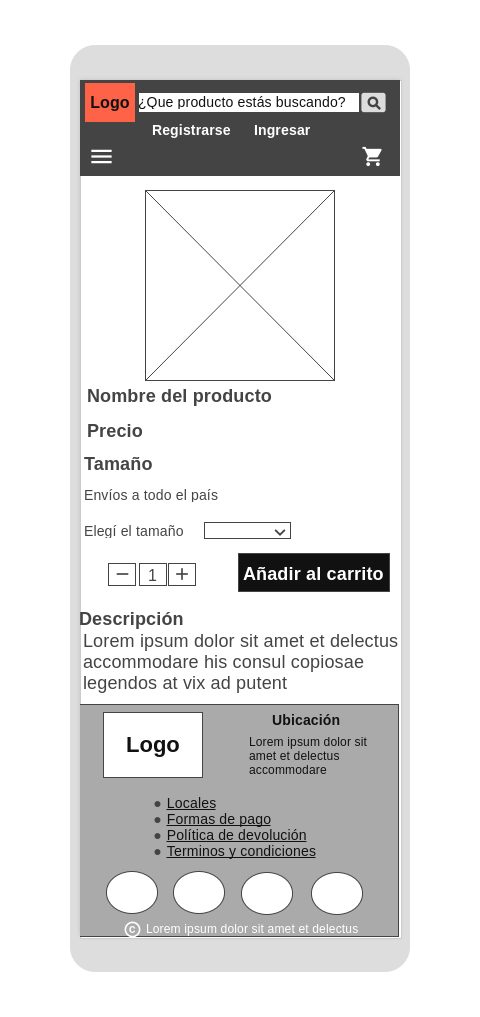 Logo
¿Que producto estás buscando?
Registrarse Ingresar
Nombre del producto
Precio
Tamaño
Envíos a todo el país
Elegí el tamaño
1
Añadir al carrito
Descripción
Lorem ipsum dolor sit amet et delectus
accommodare his consul copiosae
legendos at vix ad putent
Logo
Ubicación
Lorem ipsum dolor sit
amet et delectus
accommodare
• Locales
• Formas de pago
• Política de devolución
• Terminos y condiciones
© Lorem ipsum dolor sit amet et delectus